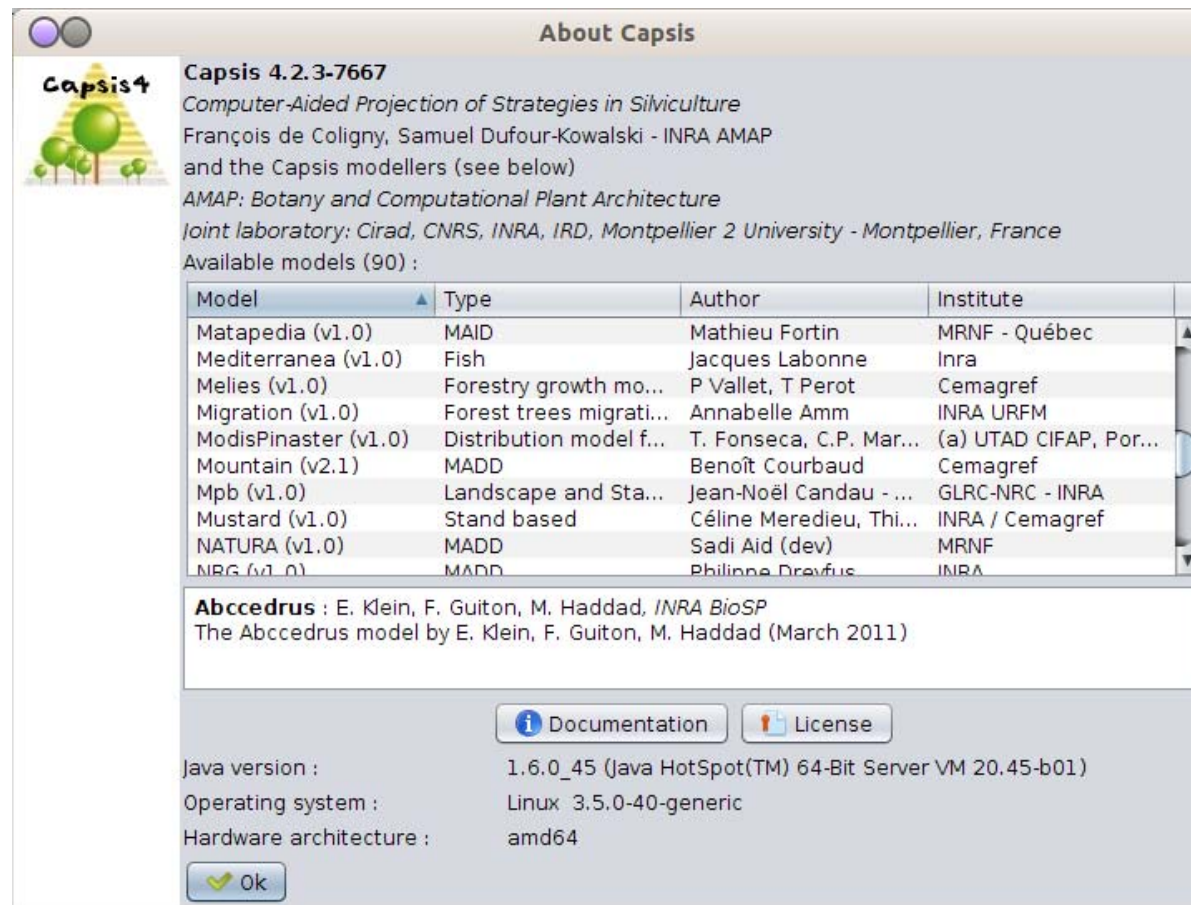 About Capsis
Capsis4
Capsis 4.2.3-7667
Computer-Aided Projection of Strategies in Silviculture
François de Coligny, Samuel Dufour-Kowalski - INRA AMAP
and the Capsis modellers (see below)
AMAP: Botany and Computational Plant Architecture
Joint laboratory: Cirad, CNRS, INRA, IRD, Montpellier 2 University - Montpellier, France
Available models (90) :
Model Type Author Institute
Matapedia (v1.0) MAID Mathieu Fortin MRNF - Québec
Mediterranea (v1.0) Fish Jacques Labonne Inra
Melies (v1.0) Forestry growth mo... P Vallet, T Perot Cemagref
Migration (v1.0) Forest trees migrati... Annabelle Amm INRA URFM
ModisPinaster (v1.0) Distribution model f... T. Fonseca, C.P. Mar... (a) UTAD CIFAP, Por...
Mountain (v2.1) MADD Benoît Courbaud Cemagref
Mpb (v1.0) Landscape and Sta... Jean-Noël Candau - ... GLRC-NRC - INRA
Mustard (v1.0) Stand based Céline Meredieu, Thi... INRA / Cemagref
NATURA (v1.0) MADD Sadi Aid (dev) MRNF
NRG (v1.0) MADD Philippe Dreyfus INRA
Abccedrus : E. Klein, F. Guiton, M. Haddad, INRA BioSP
The Abccedrus model by E. Klein, F. Guiton, M. Haddad (March 2011)
Documentation License
Java version : 1.6.0_45 (Java HotSpot(TM) 64-Bit Server VM 20.45-b01)
Operating system : Linux 3.5.0-40-generic
Hardware architecture : amd64
Ok